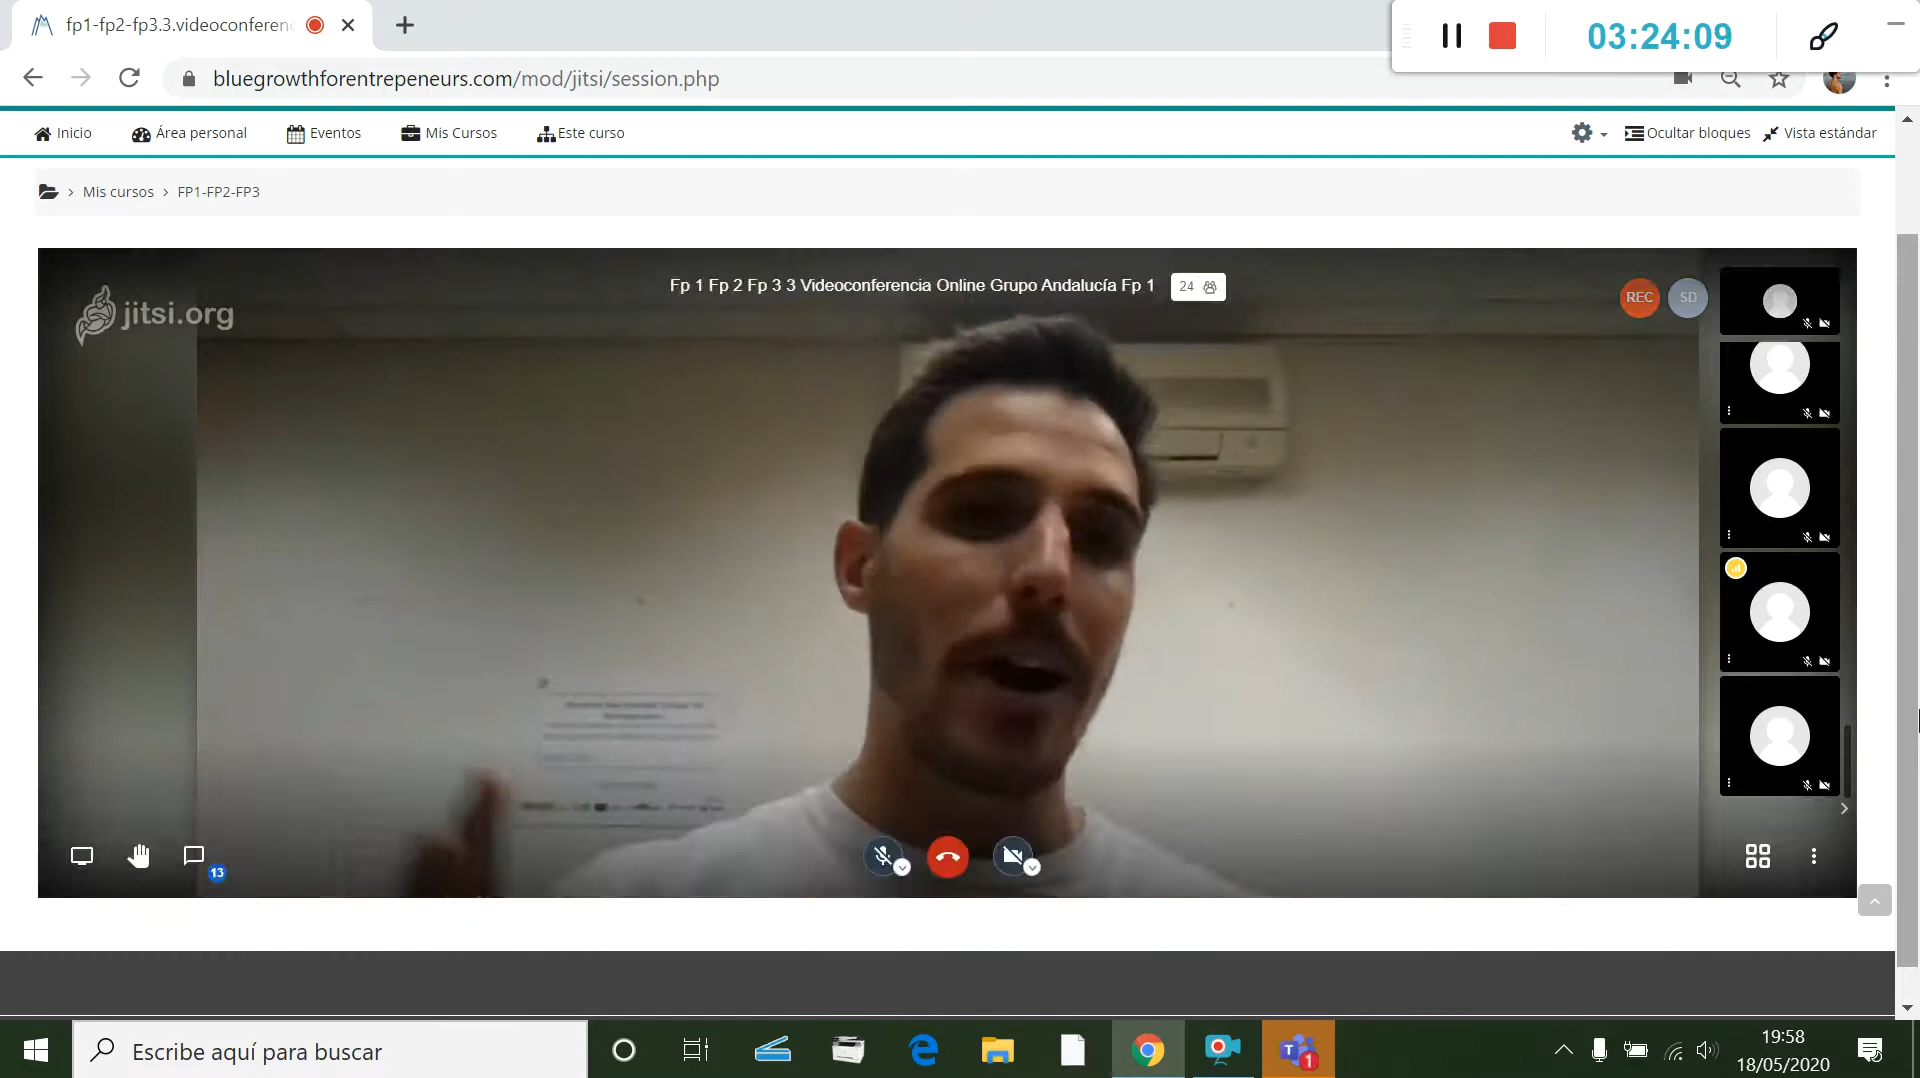 fp1-fp2-fp3.3.videoconferenc
03:24:09
bluegrowthforentrepeneurs.com/mod/jitsi/session.php
Inicio
Área personal
Eventos
Mis Cursos
Este curso
Ocultar bloques
Vista estándar
> Mis cursos > FP1-FP2-FP3
jitsi.org
Fp 1 Fp 2 Fp 3 3 Videoconferencia Online Grupo Andalucía Fp 1
24
REC
SD
13
Escribe aquí para buscar
1
19:58
18/05/2020